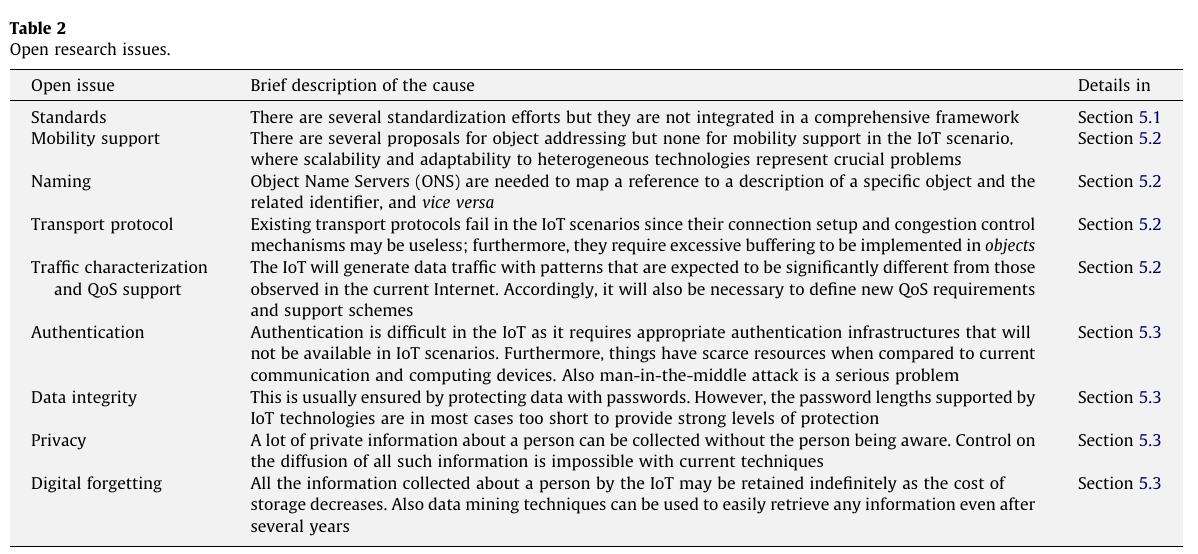 Table 2
Open research issues.
Open issue Brief description of the cause Details in
Standards There are several standardization efforts but they are not integrated in a comprehensive framework Section 5.1
Mobility support There are several proposals for object addressing but none for mobility support in the IoT scenario, Section 5.2
where scalability and adaptability to heterogeneous technologies represent crucial problems
Naming Object Name Servers (ONS) are needed to map a reference to a description of a specific object and the Section 5.2
related identifier, and vice versa
Transport protocol Existing transport protocols fail in the IoT scenarios since their connection setup and congestion control Section 5.2
mechanisms may be useless; furthermore, they require excessive buffering to be implemented in objects
Traffic characterization The IoT will generate data traffic with patterns that are expected to be significantly different from those Section 5.2
and QoS support observed in the current Internet. Accordingly, it will also be necessary to define new QoS requirements
and support schemes
Authentication Authentication is difficult in the IoT as it requires appropriate authentication infrastructures that will Section 5.3
not be available in IoT scenarios. Furthermore, things have scarce resources when compared to current
communication and computing devices. Also man-in-the-middle attack is a serious problem
Data integrity This is usually ensured by protecting data with passwords. However, the password lengths supported by Section 5.3
IoT technologies are in most cases too short to provide strong levels of protection
Privacy A lot of private information about a person can be collected without the person being aware. Control on Section 5.3
the diffusion of all such information is impossible with current techniques
Digital forgetting All the information collected about a person by the IoT may be retained indefinitely as the cost of Section 5.3
storage decreases. Also data mining techniques can be used to easily retrieve any information even after
several years